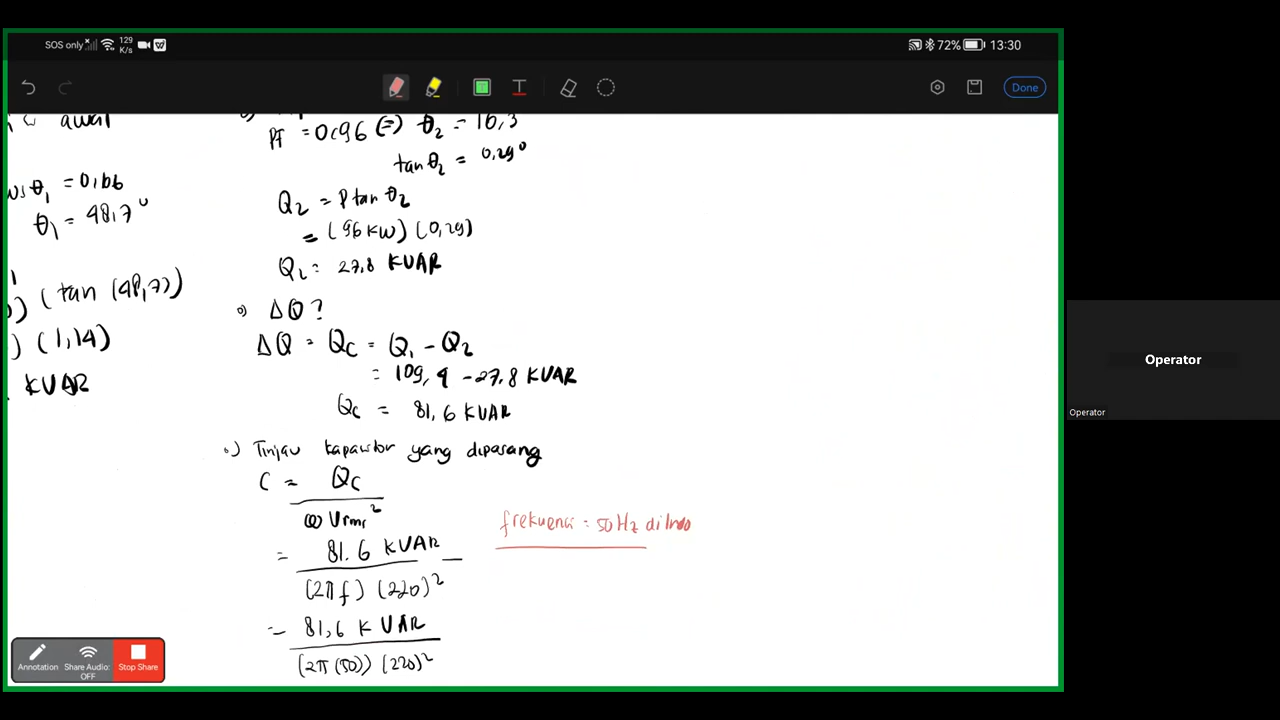 SOS only
129 K/s
72% 13:30
Done
awal
PF = 0,96 (=) θ₂ = 16,3
tan θ₂ = 0,29°
θ₁ = 0,66
θ₁ = 48,7°
Q₂ = P tan θ₂
= (96 KW) (0,29)
Q₂ = 27,8 KVAR
) (tan (48,7))
) (1,14)
KVAR
ΔQ ?
ΔQ = QC = Q₁ - Q₂
= 109,4 - 27,8 KVAR
QC = 81,6 KVAR
Tinjau kapasitor yang dipasang
C = QC
ω Vrms²
= 81.6 KVAR
(2πf) (220)²
frekuensi = 50 Hz di Indo
= 81,6 K VAR
(2π (50)) (220)²
Annotation
Share Audio: OFF
Stop Share
Operator
Operator